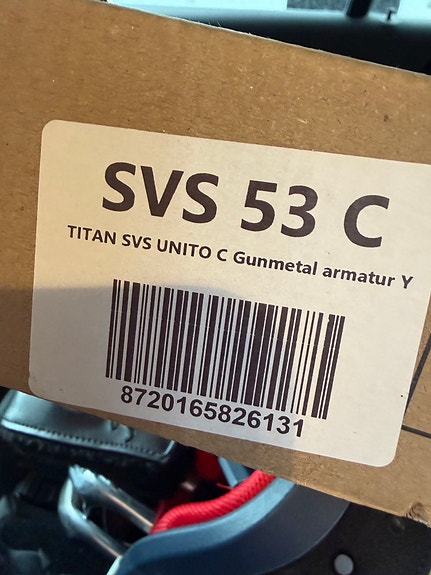 SVS 53 C
TITAN SVS UNITO C Gunmetal armatur Y
8720165826131